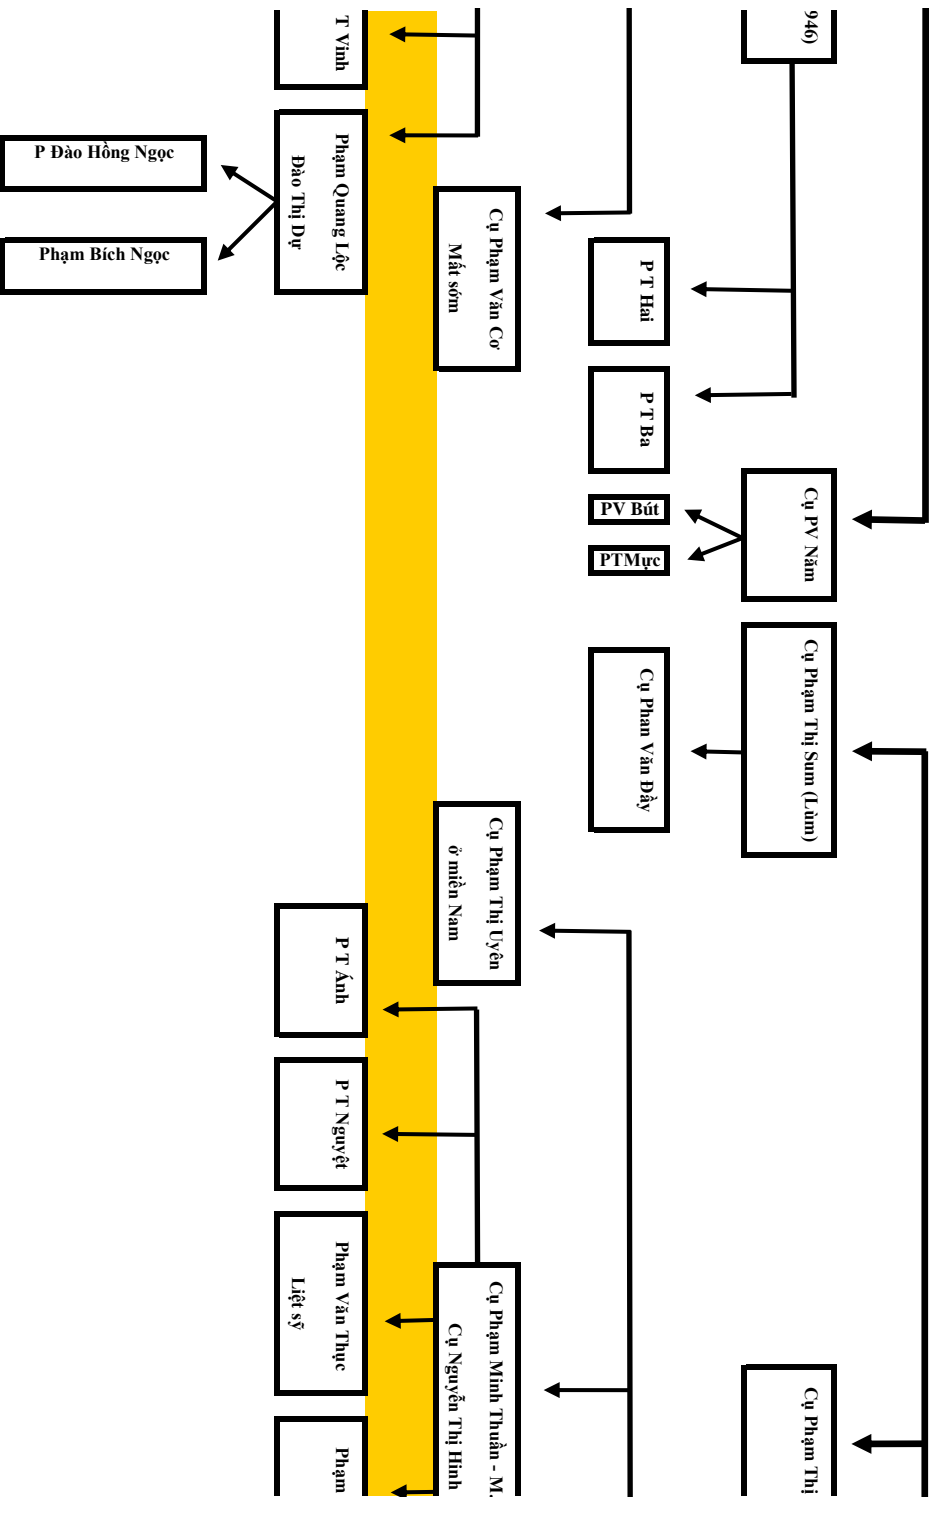 946)
T Vinh
Phạm Quang Lộc
Đào Thị Dự
P Đào Hồng Ngọc
Phạm Bích Ngọc
Cụ Phạm Văn Cơ
Mất sớm
P T Hai
P T Ba
PV Bút
PTMực
Cụ PV Năm
Cụ Phạm Thị Sum (Lùm)
Cụ Phan Văn Đầy
Cụ Phạm Thị Uyên
ở miền Nam
P T Ánh
P T Nguyệt
Phạm Văn Thục
Liệt sỹ
Cụ Phạm Minh Thuần - M.
Cụ Nguyễn Thị Hinh
Phạm
Cụ Phạm Thị